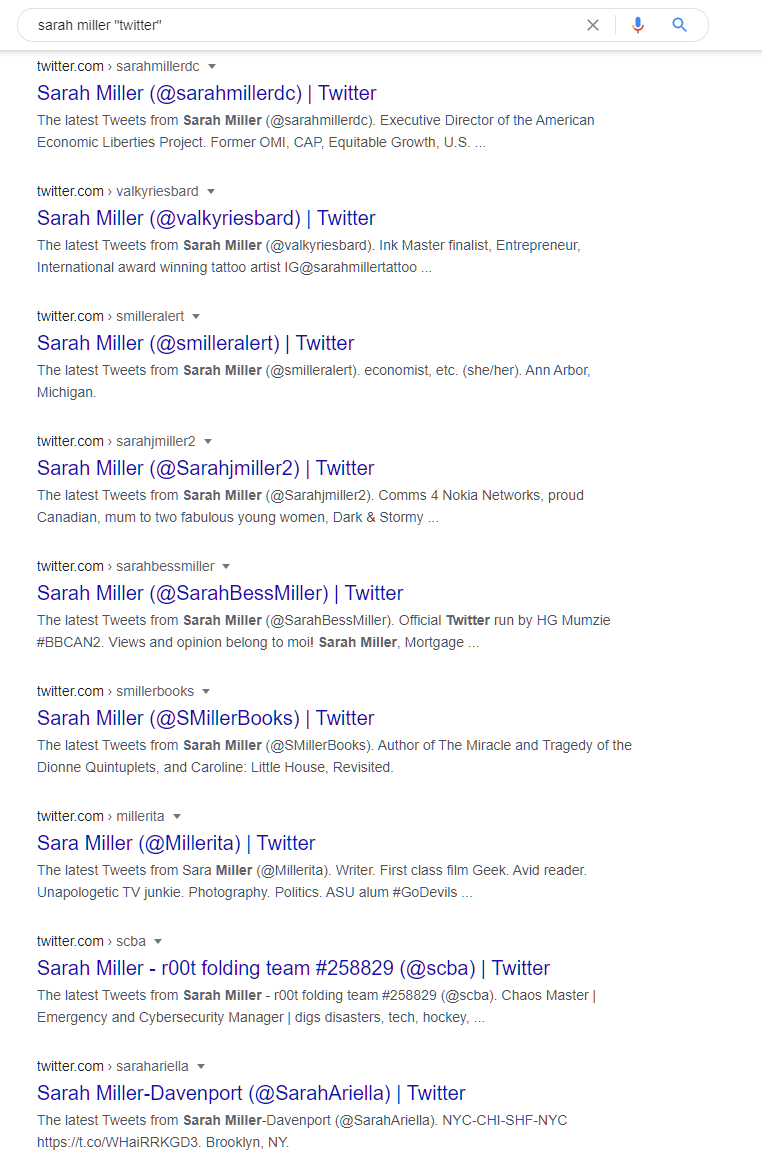 sarah miller "twitter"
twitter.com › sarahmillerdc
Sarah Miller (@sarahmillerdc) | Twitter
The latest Tweets from Sarah Miller (@sarahmillerdc). Executive Director of the American
Economic Liberties Project. Former OMI, CAP, Equitable Growth, U.S. ...
twitter.com › valkyriesbard
Sarah Miller (@valkyriesbard) | Twitter
The latest Tweets from Sarah Miller (@valkyriesbard). Ink Master finalist, Entrepreneur,
International award winning tattoo artist IG@sarahmillertattoo ...
twitter.com › smilleralert
Sarah Miller (@smilleralert) | Twitter
The latest Tweets from Sarah Miller (@smilleralert). economist, etc. (she/her). Ann Arbor,
Michigan.
twitter.com › sarahjmiller2
Sarah Miller (@Sarahjmiller2) | Twitter
The latest Tweets from Sarah Miller (@Sarahjmiller2). Comms 4 Nokia Networks, proud
Canadian, mum to two fabulous young women, Dark & Stormy ...
twitter.com › sarahbessmiller
Sarah Miller (@SarahBessMiller) | Twitter
The latest Tweets from Sarah Miller (@SarahBessMiller). Official Twitter run by HG Mumzie
#BBCAN2. Views and opinion belong to moi! Sarah Miller, Mortgage ...
twitter.com › smillerbooks
Sarah Miller (@SMillerBooks) | Twitter
The latest Tweets from Sarah Miller (@SMillerBooks). Author of The Miracle and Tragedy of the
Dionne Quintuplets, and Caroline: Little House, Revisited.
twitter.com › millerita
Sara Miller (@Millerita) | Twitter
The latest Tweets from Sara Miller (@Millerita). Writer. First class film Geek. Avid reader.
Unapologetic TV junkie. Photography. Politics. ASU alum #GoDevils ...
twitter.com › scba
Sarah Miller - r00t folding team #258829 (@scba) | Twitter
The latest Tweets from Sarah Miller - r00t folding team #258829 (@scba). Chaos Master |
Emergency and Cybersecurity Manager | digs disasters, tech, hockey, ...
twitter.com › sarahariella
Sarah Miller-Davenport (@SarahAriella) | Twitter
The latest Tweets from Sarah Miller-Davenport (@SarahAriella). NYC-CHI-SHF-NYC
https://t.co/WHaiRRKGD3. Brooklyn, NY.